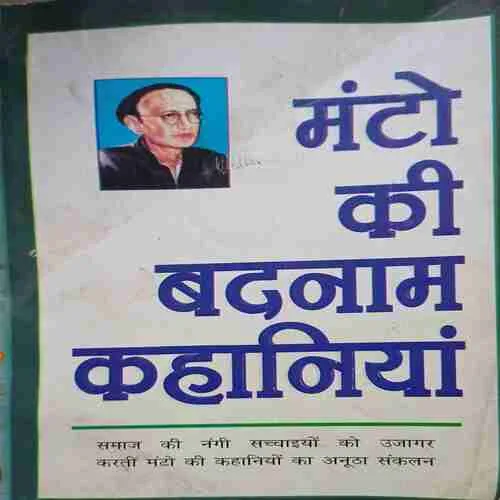 मंटो
की
बदनाम
कहानियां
समाज की नंगी सच्चाइयों को उजागर
करती मंटो की कहानियों का अनूठा संकलन